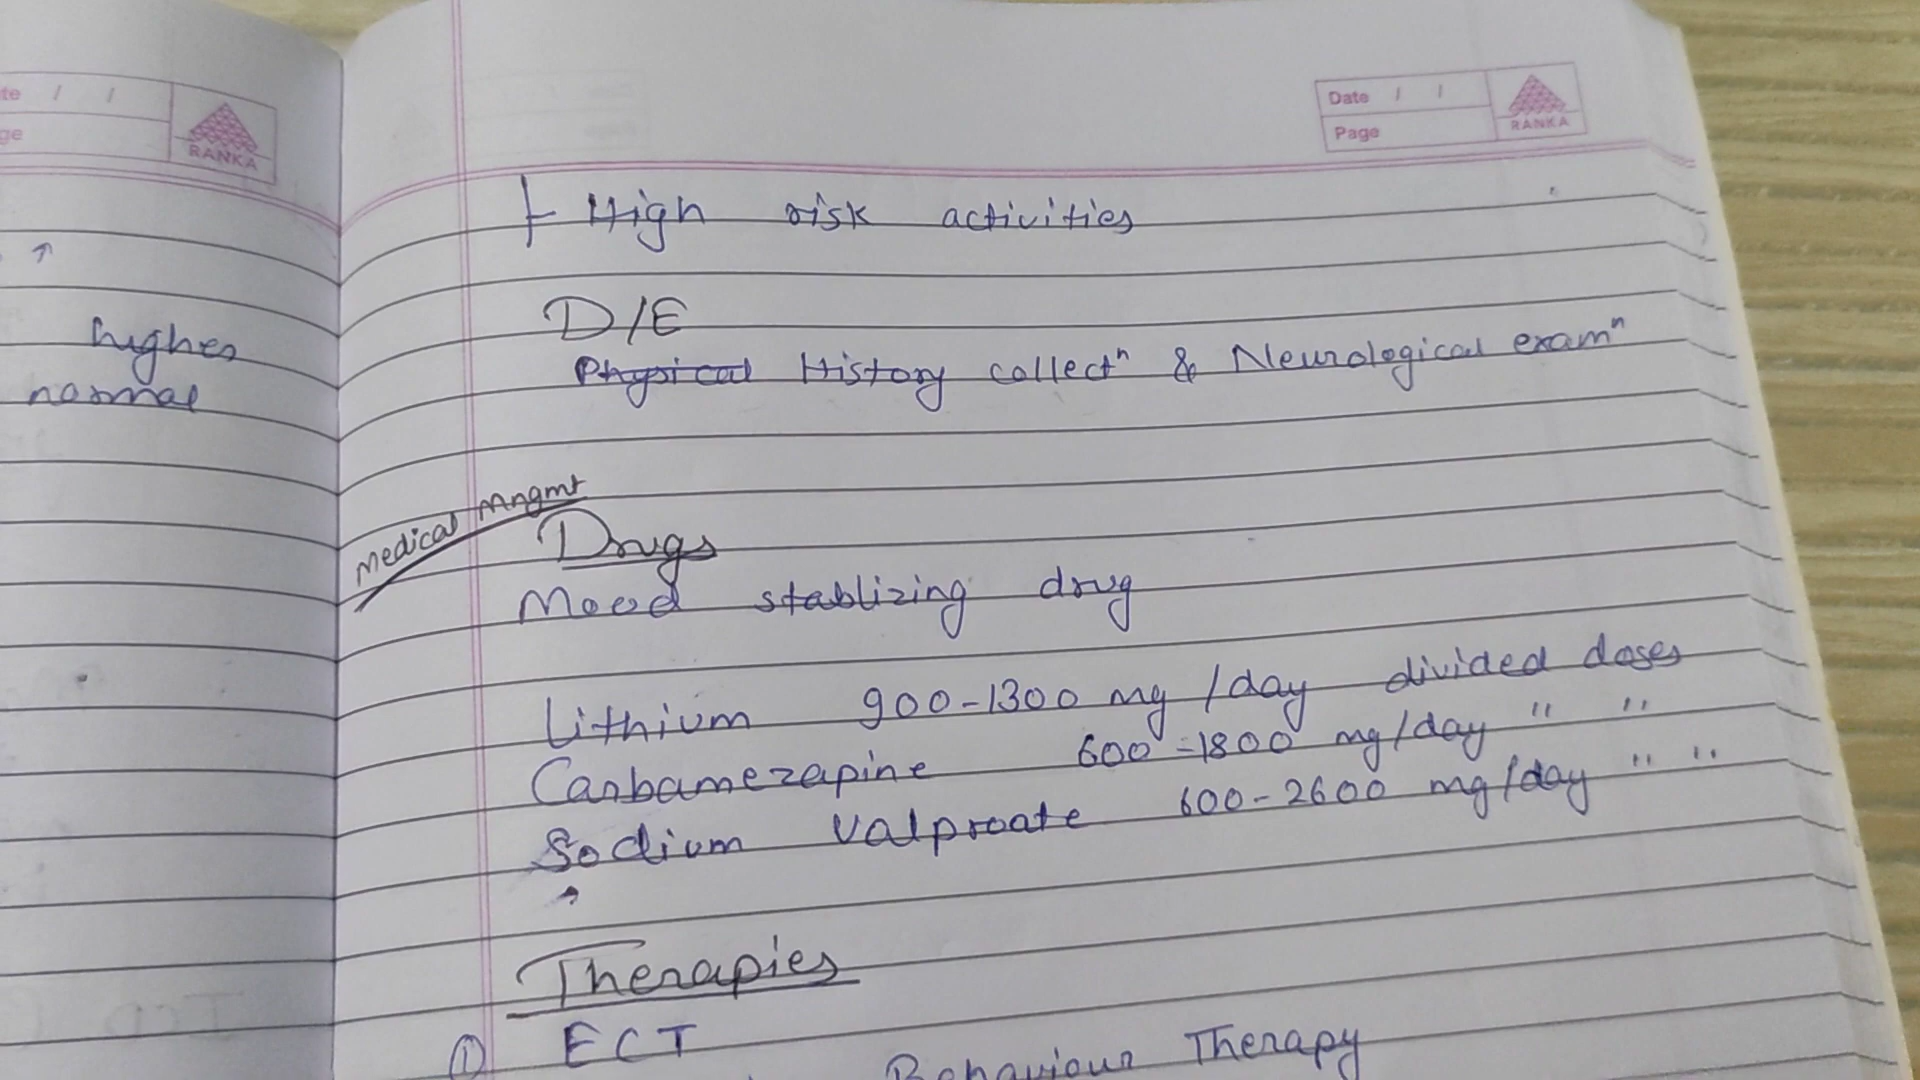 te / /
ge
RANKA
↑
higher
normal
Date / /
Page
RANKA
High risk activities
D/E
~~Physical~~ History collectⁿ & Neurological examⁿ
Medical Mngmt
Drugs
Mood stablizing drug
Lithium 900-1300 mg/day divided doses
Carbamezapine 600-1800 mg/day " "
Sodium Valproate 600-2600 mg/day " "
Therapies
① ECT
Behaviour Therapy